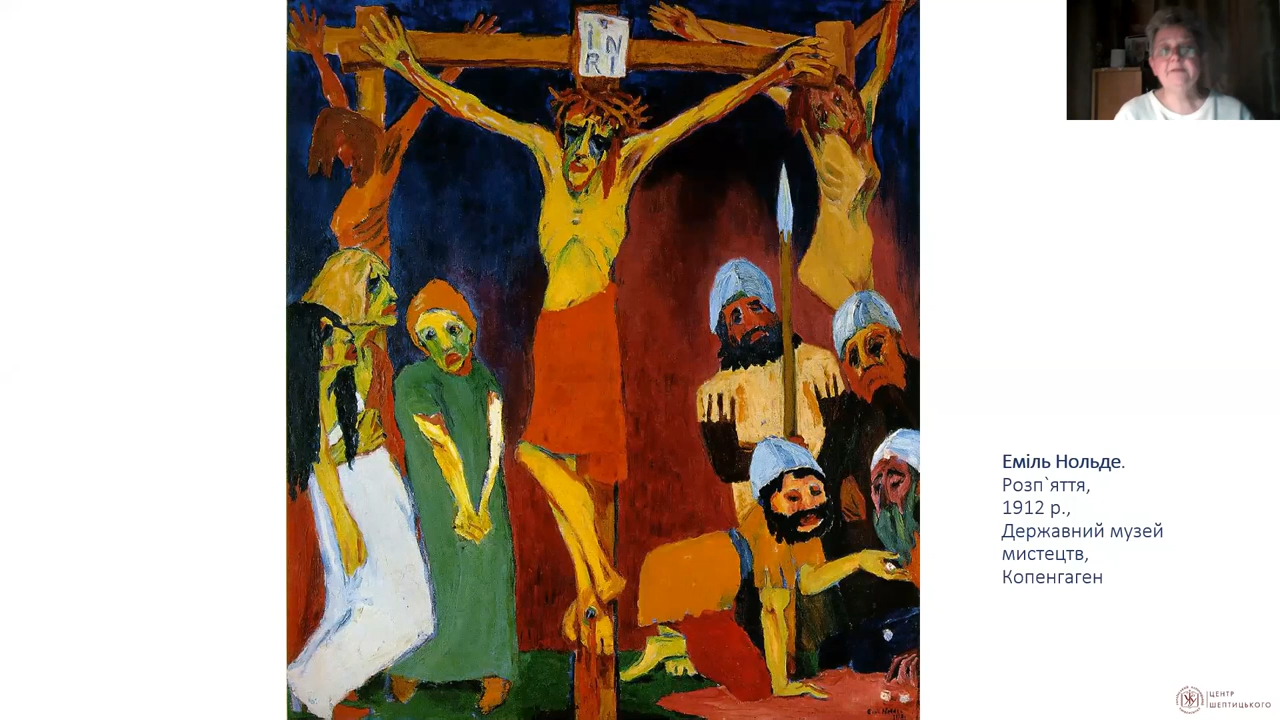 INRI
Еміль Нольде.
Розп`яття,
1912 р.,
Державний музей
мистецтв,
Копенгаген
ЦЕНТР
ШЕПТИЦЬКОГО